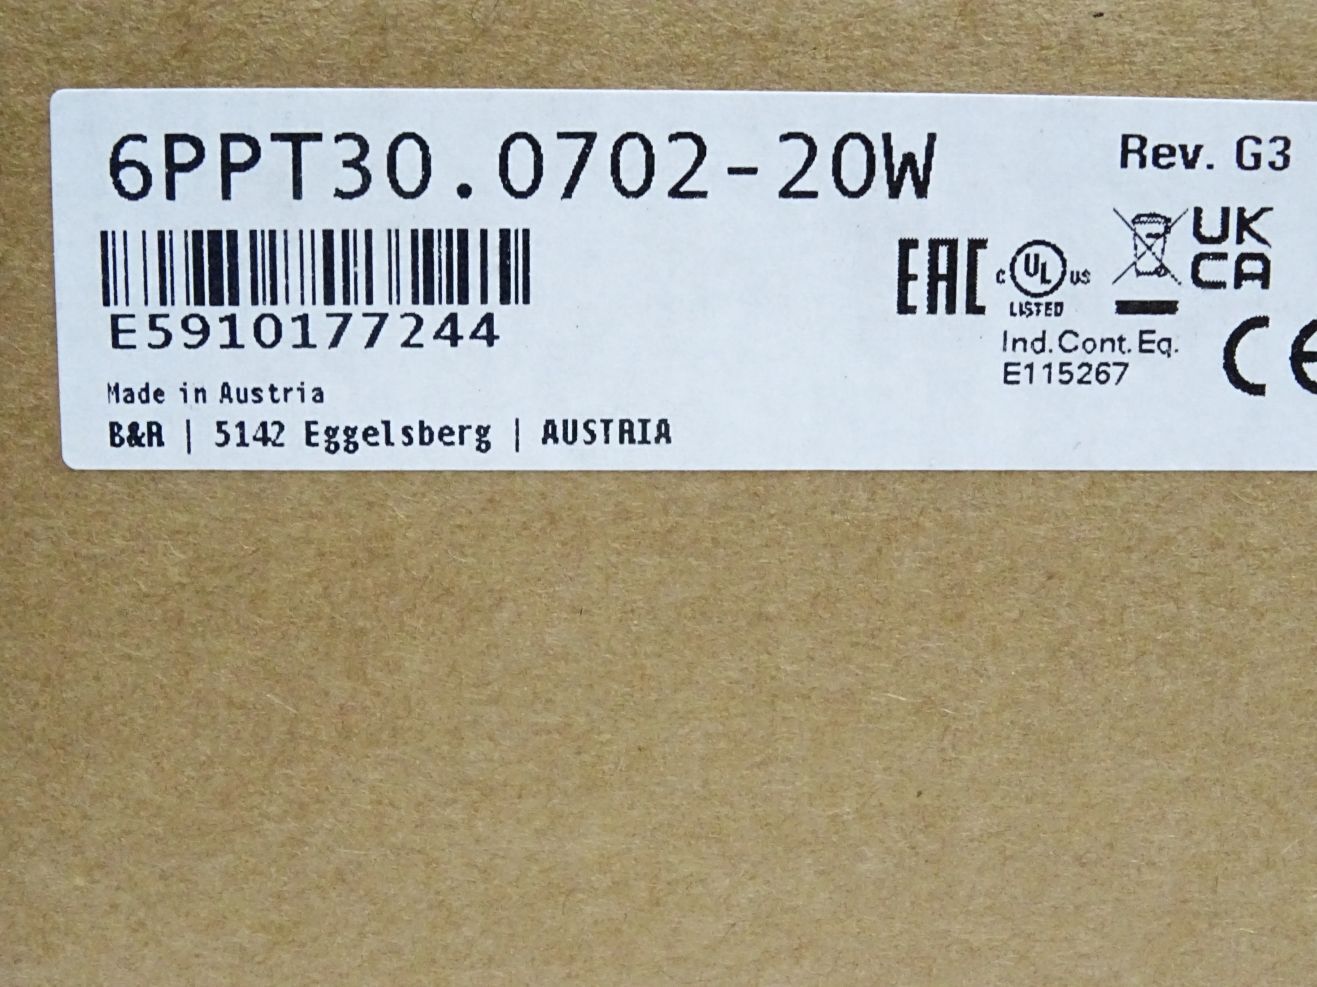 6PPT30.0702-20W
Rev. G3
E5910177244
EAC
UK
CA
C UL US
LISTED
Ind.Cont.Eq.
E115267
CE
Made in Austria
B&R | 5142 Eggelsberg | AUSTRIA